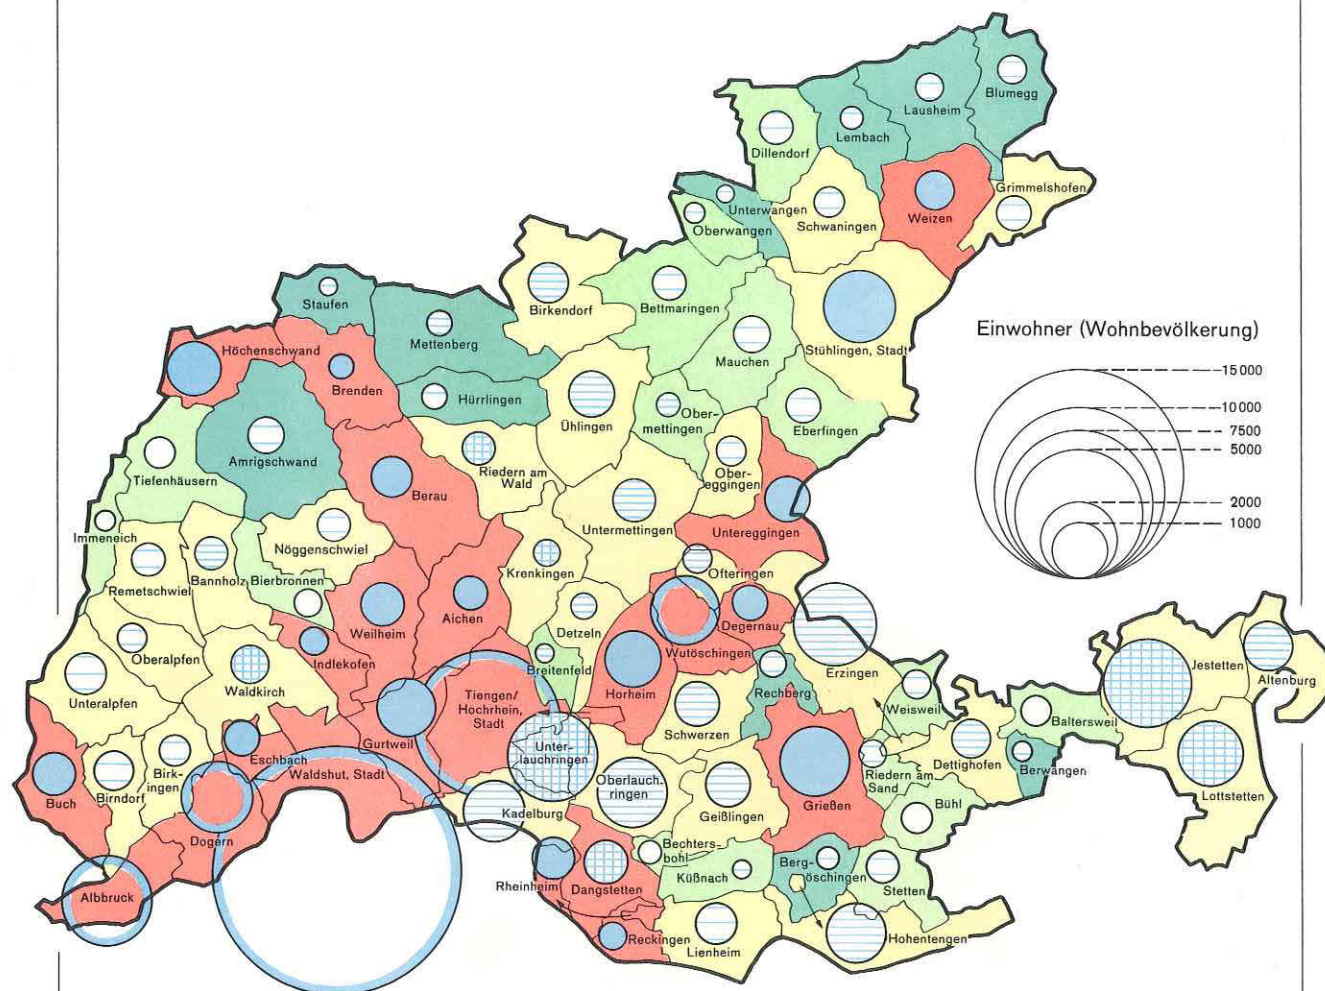 Blumegg
Lausheim
Lembach
Dillendorf
Grimmelshofen
Unterwangen
Weizen
Schwaningen
Oberwangen
Staufen
Birkendorf
Bettmaringen
Einwohner (Wohnbevölkerung)
Mettenberg
Höchenschwand
Stühlingen, Stadt
Mauchen
15000
Brenden
Hürrlingen
10000
Ober-
mettingen
Ühlingen
Eberfingen
7500
5000
Amrigschwand
Riedern am
Wald
Ober-
eggingen
Tiefenhäusern
Berau
2000
1000
Untermettingen
Untereggingen
Immeneich
Nöggenschwiel
Krenkingen
Ofteringen
Remetschwiel
Bannholz
Bierbronnen
Aichen
Degernau
Weilheim
Detzeln
Wutöschingen
Oberalpfen
Indlekofen
Breitenfeld
Erzingen
Jestetten
Altenburg
Unteralpfen
Waldkirch
Tiengen/
Hochrhein,
Stadt
Horheim
Rechberg
Weisweil
Baltersweil
Schwerzen
Gurtweil
Unter-
lauchringen
Eschbach
Dettighofen
Birk-
ingen
Waldshut, Stadt
Oberlauch-
ringen
Riedern am
Sand
Berwangen
Buch
Birndorf
Lottstetten
Kadelburg
Geißlingen
Grießen
Bühl
Dogern
Bechters-
bohl
Berg-
öschingen
Rheinheim
Dangstetten
Küßnach
Stetten
Albbruck
Reckingen
Lienheim
Hohentengen